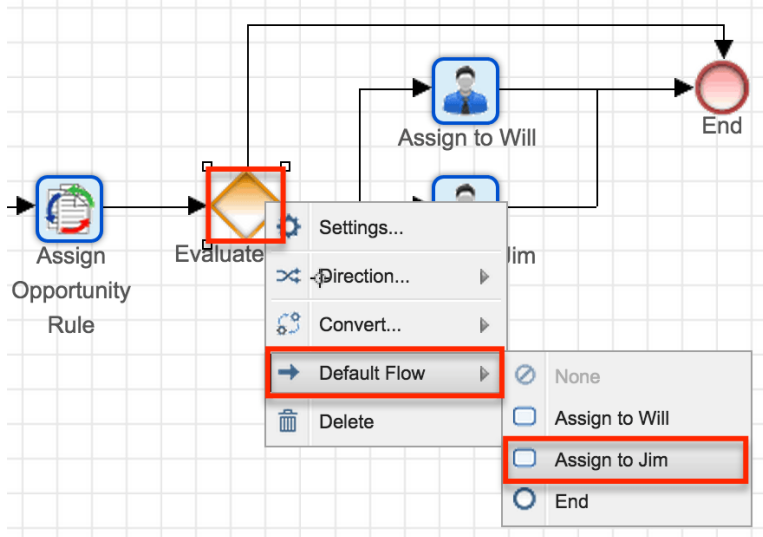 Assign to Will
End
Assign
Opportunity
Rule
Evaluate
Jim
Settings...
Direction...
Convert...
Default Flow
Delete
None
Assign to Will
Assign to Jim
End